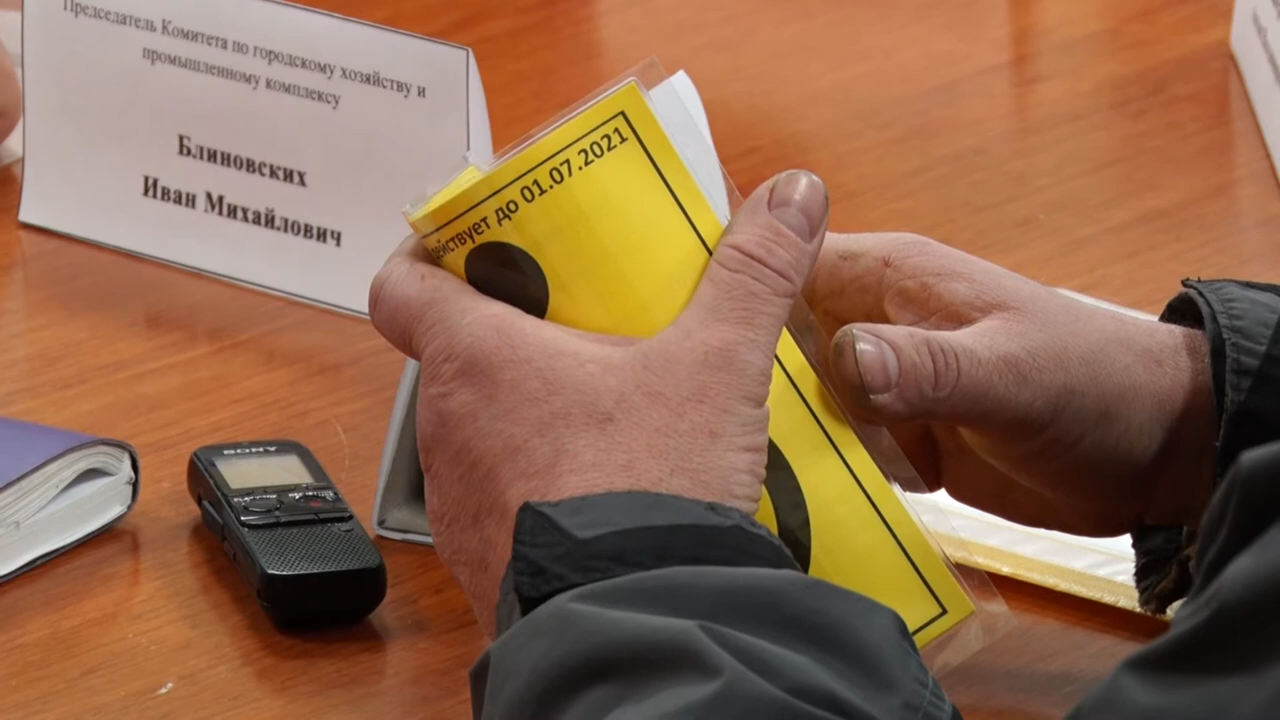 Председатель Комитета по городскому хозяйству и
промышленному комплексу
Блиновских
Иван Михайлович
действует до 01.07.2021
SONY